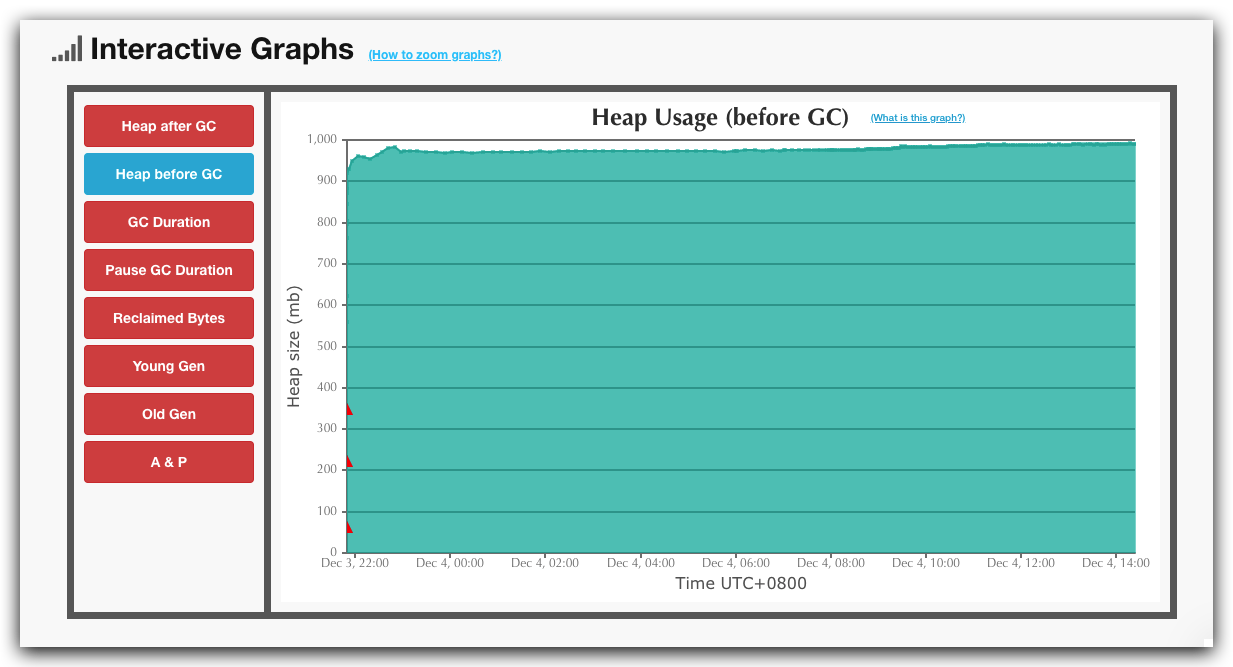 Interactive Graphs (How to zoom graphs?)
Heap after GC
Heap before GC
GC Duration
Pause GC Duration
Reclaimed Bytes
Young Gen
Old Gen
A & P
Heap Usage (before GC) (What is this graph?)
Heap size (mb)
1,000
900
800
700
600
500
400
300
200
100
0
Dec 3, 22:00 Dec 4, 00:00 Dec 4, 02:00 Dec 4, 04:00 Dec 4, 06:00 Dec 4, 08:00 Dec 4, 10:00 Dec 4, 12:00 Dec 4, 14:00
Time UTC+0800